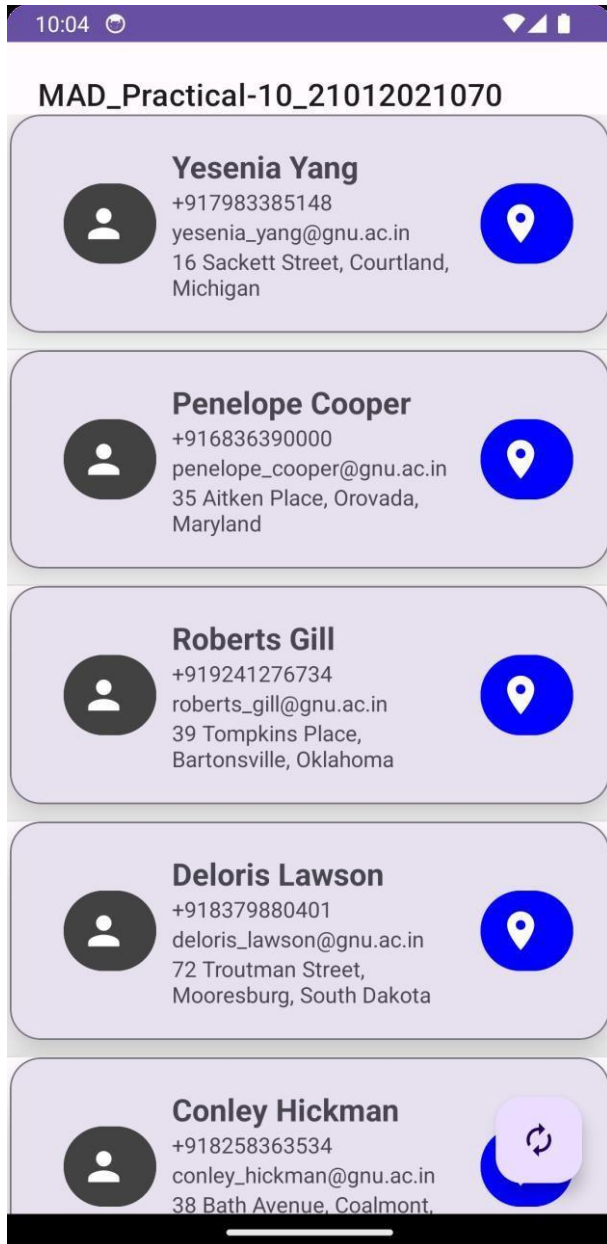 10:04
MAD_Practical-10_21012021070
Yesenia Yang
+917983385148
yesenia_yang@gnu.ac.in
16 Sackett Street, Courtland,
Michigan
Penelope Cooper
+916836390000
penelope_cooper@gnu.ac.in
35 Aitken Place, Orovada,
Maryland
Roberts Gill
+919241276734
roberts_gill@gnu.ac.in
39 Tompkins Place,
Bartonsville, Oklahoma
Deloris Lawson
+918379880401
deloris_lawson@gnu.ac.in
72 Troutman Street,
Mooresburg, South Dakota
Conley Hickman
+918258363534
conley_hickman@gnu.ac.in
38 Bath Avenue, Coalmont,